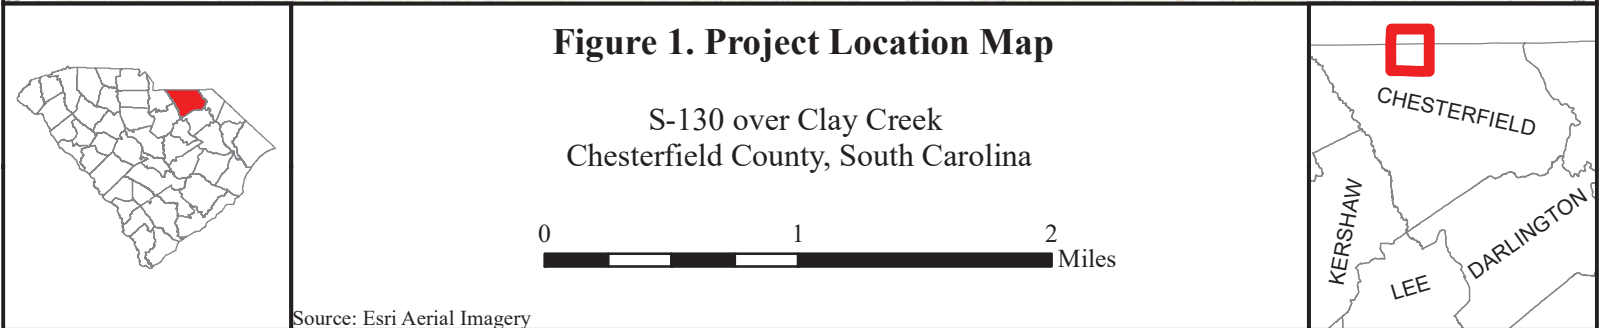 Figure 1. Project Location Map
S-130 over Clay Creek
Chesterfield County, South Carolina
0 1 2
Miles
Source: Esri Aerial Imagery
CHESTERFIELD
KERSHAW
DARLINGTON
LEE